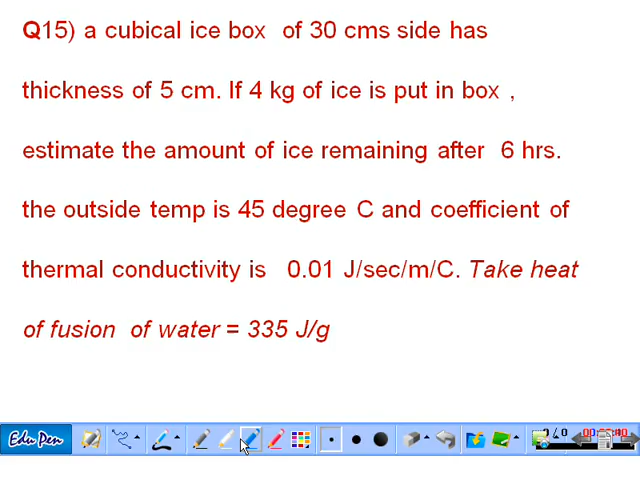 Q15) a cubical ice box of 30 cms side has
thickness of 5 cm. If 4 kg of ice is put in box ,
estimate the amount of ice remaining after 6 hrs.
the outside temp is 45 degree C and coefficient of
thermal conductivity is 0.01 J/sec/m/C. Take heat
of fusion of water = 335 J/g
Edu Pen
0 / 0